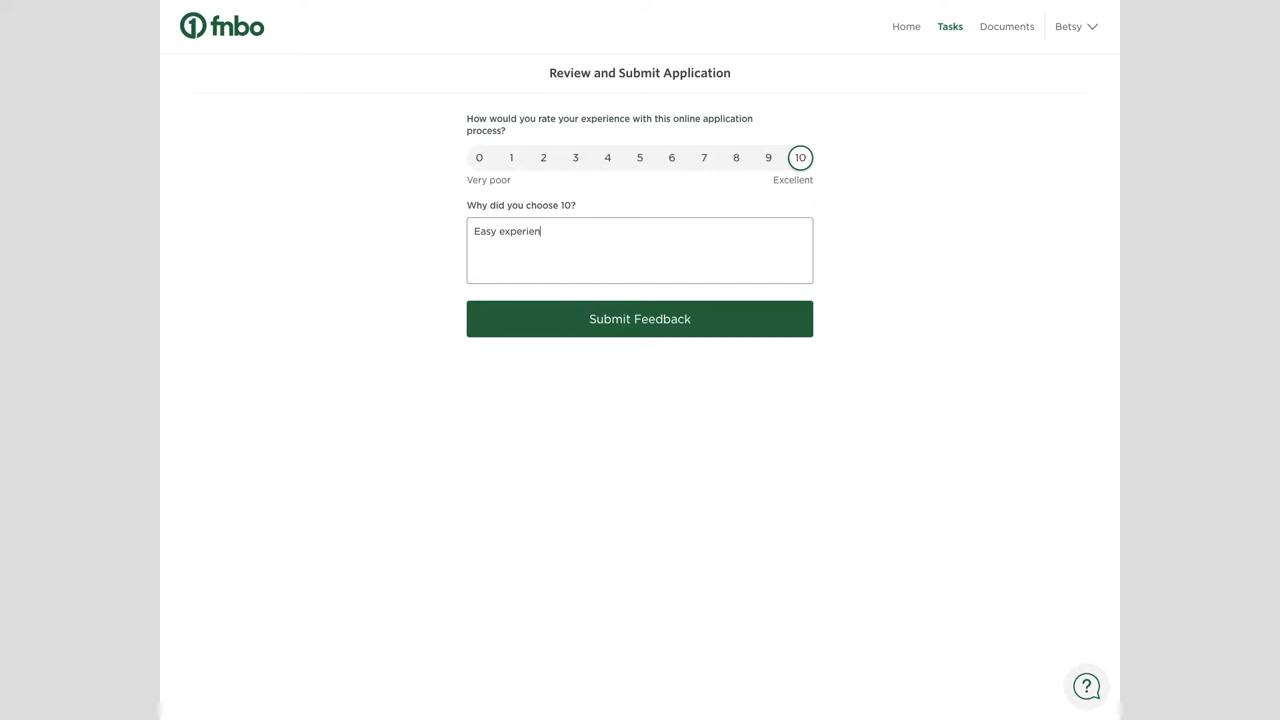 fnbo
Home Tasks Documents Betsy
Review and Submit Application
How would you rate your experience with this online application
process?
0 1 2 3 4 5 6 7 8 9 10
Very poor Excellent
Why did you choose 10?
Easy experien
Submit Feedback
?